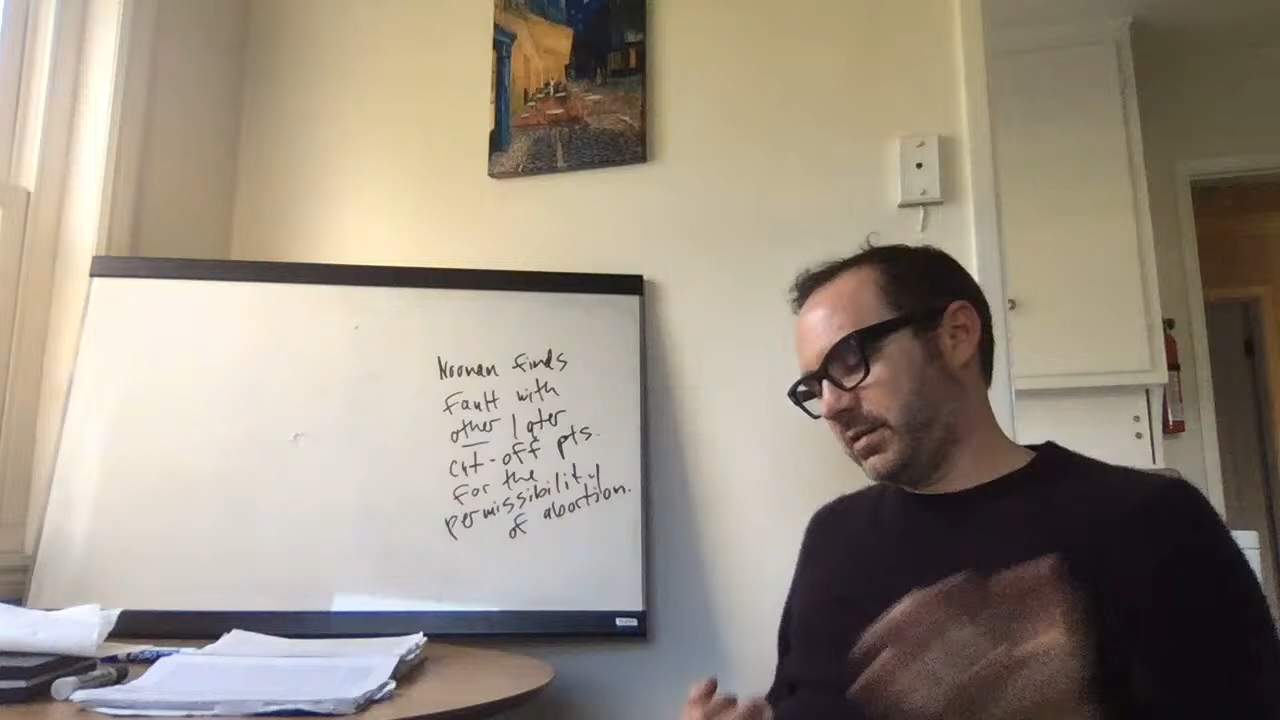 Noonan finds
fault with
other later
cut-off pts.
for the
permissibility
of abortion.